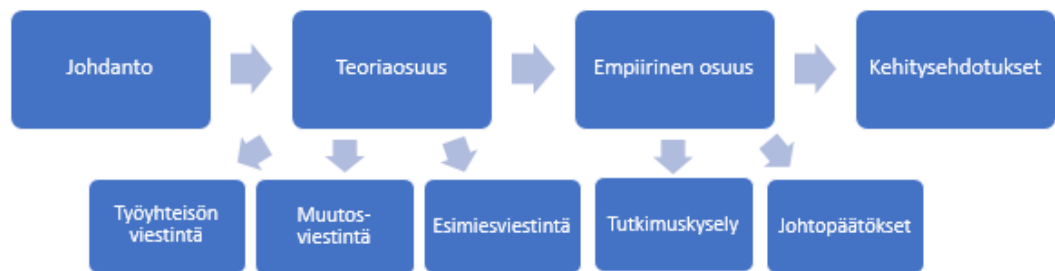 Johdanto
Teoriaosuus
Empiirinen osuus
Kehitysehdotukset
Työyhteisön
viestintä
Muutos-
viestintä
Esimiesviestintä
Tutkimuskysely
Johtopäätökset